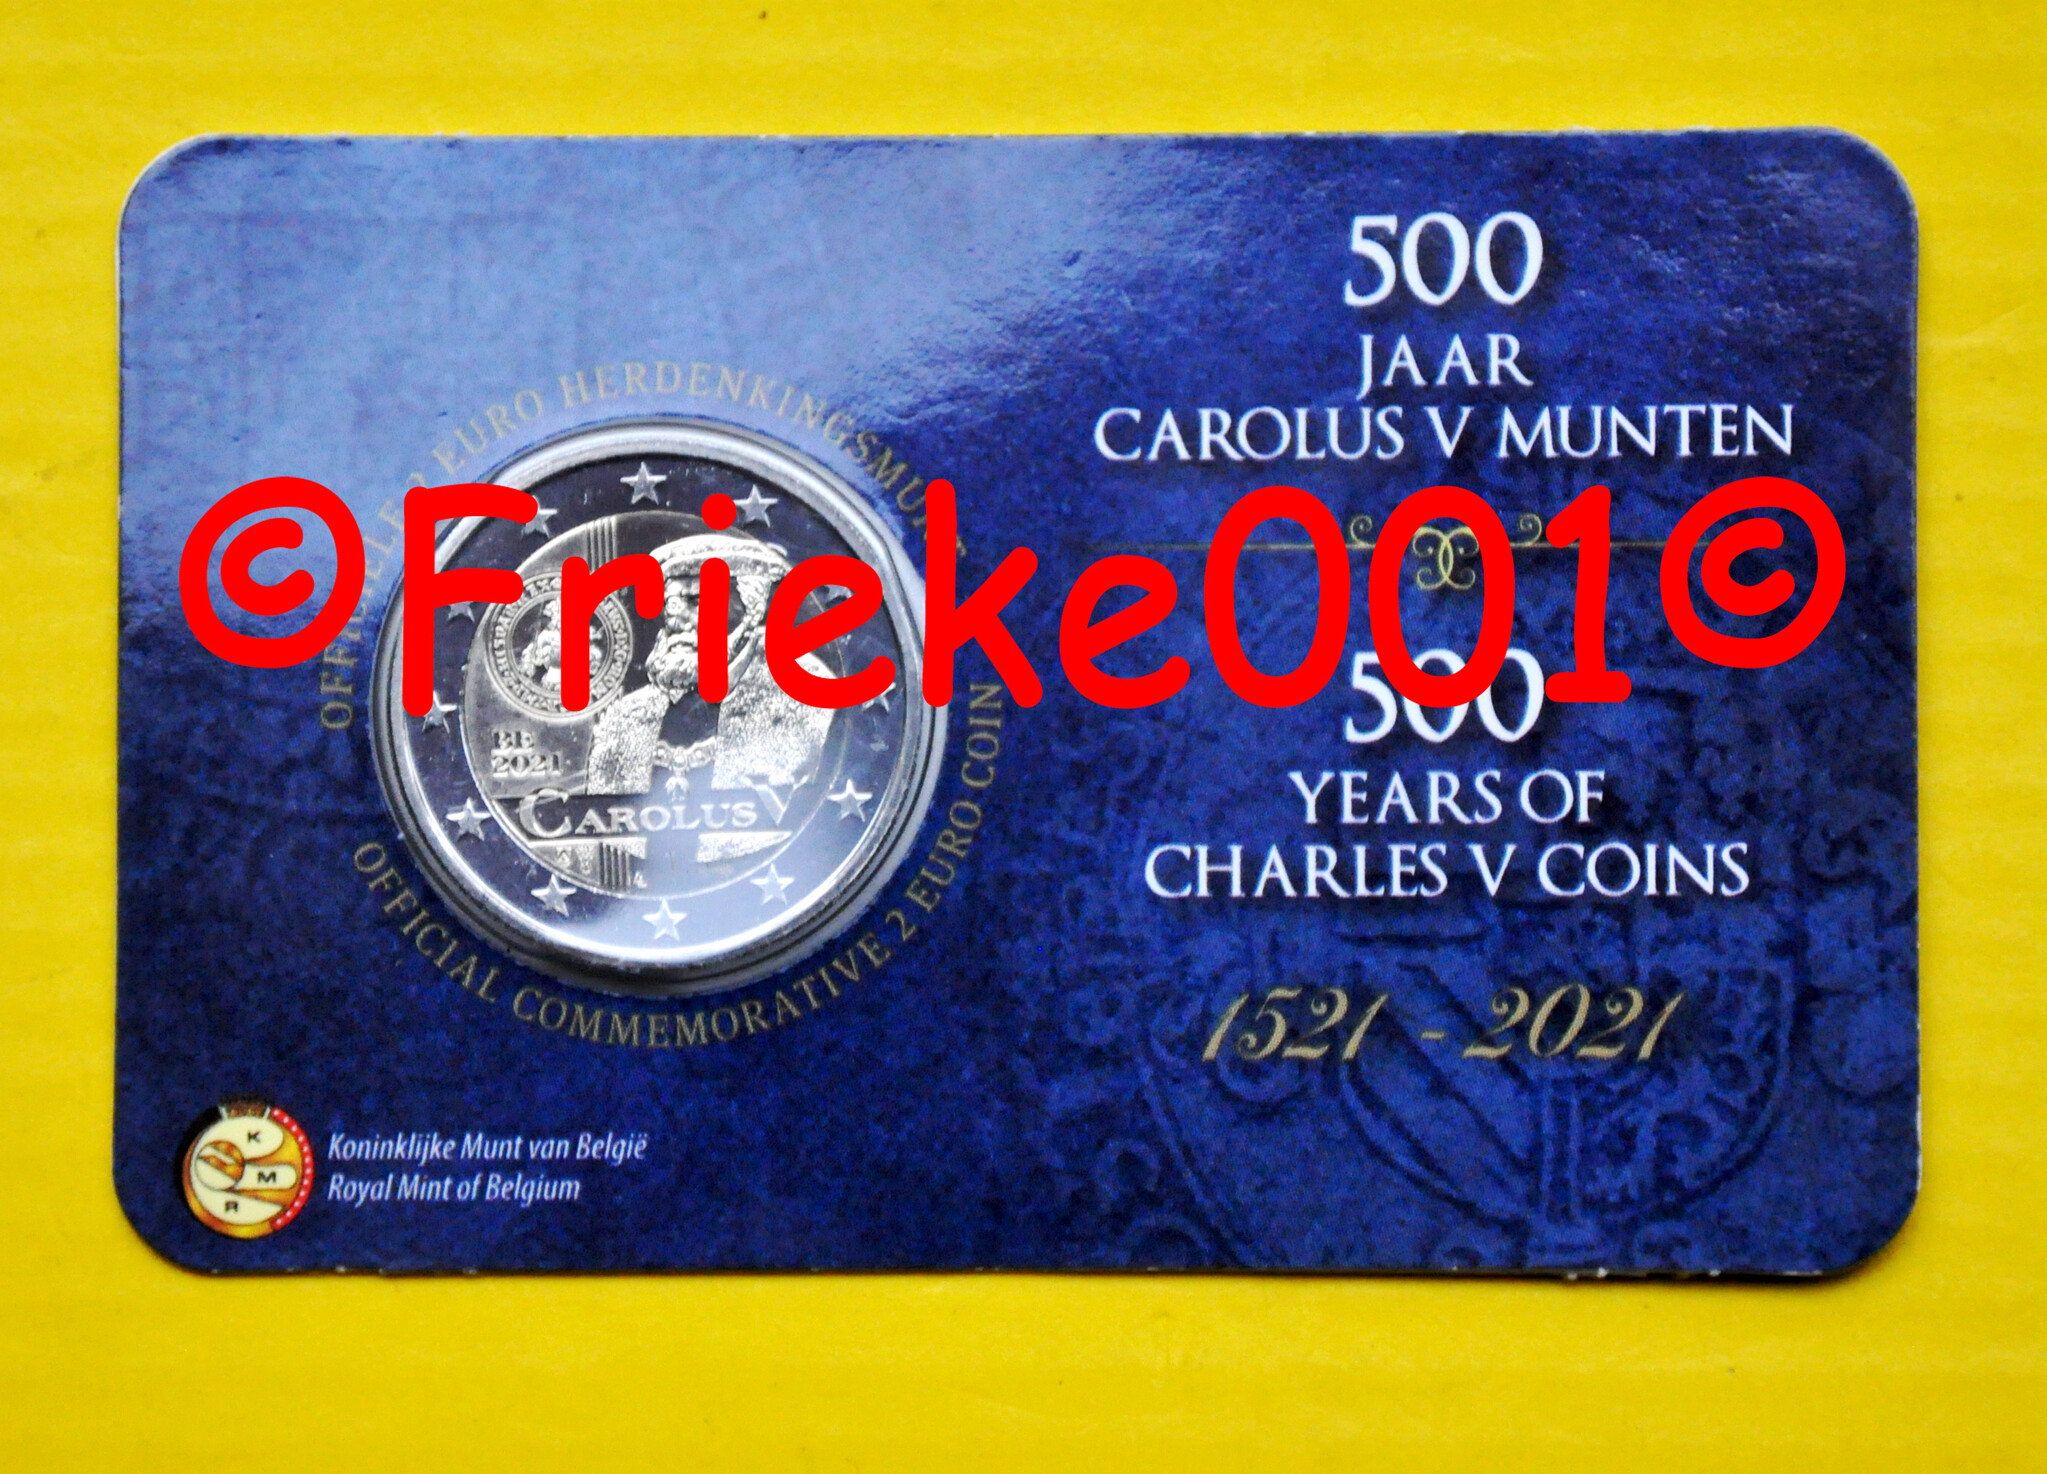 500
JAAR
CAROLUS V MUNTEN
500
YEARS OF
CHARLES V COINS
1521 - 2021
2 EURO HERDENKINGSMUNT
OFFICIAL COMMEMORATIVE 2 EURO COIN
BE
2021
CAROLUS V
©Frieke001©
K
M
R
Koninklijke Munt van België
Royal Mint of Belgium